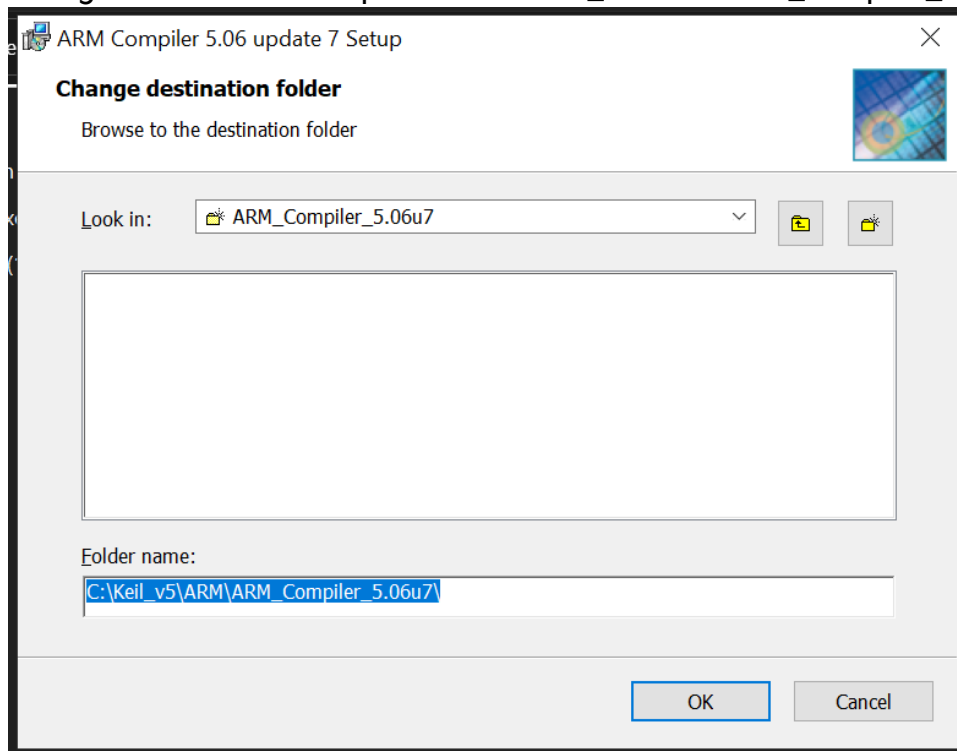 ARM Compiler 5.06 update 7 Setup
Change destination folder
Browse to the destination folder
Look in:
ARM_Compiler_5.06u7
Folder name:
C:\Keil_v5\ARM\ARM_Compiler_5.06u7\
OK
Cancel